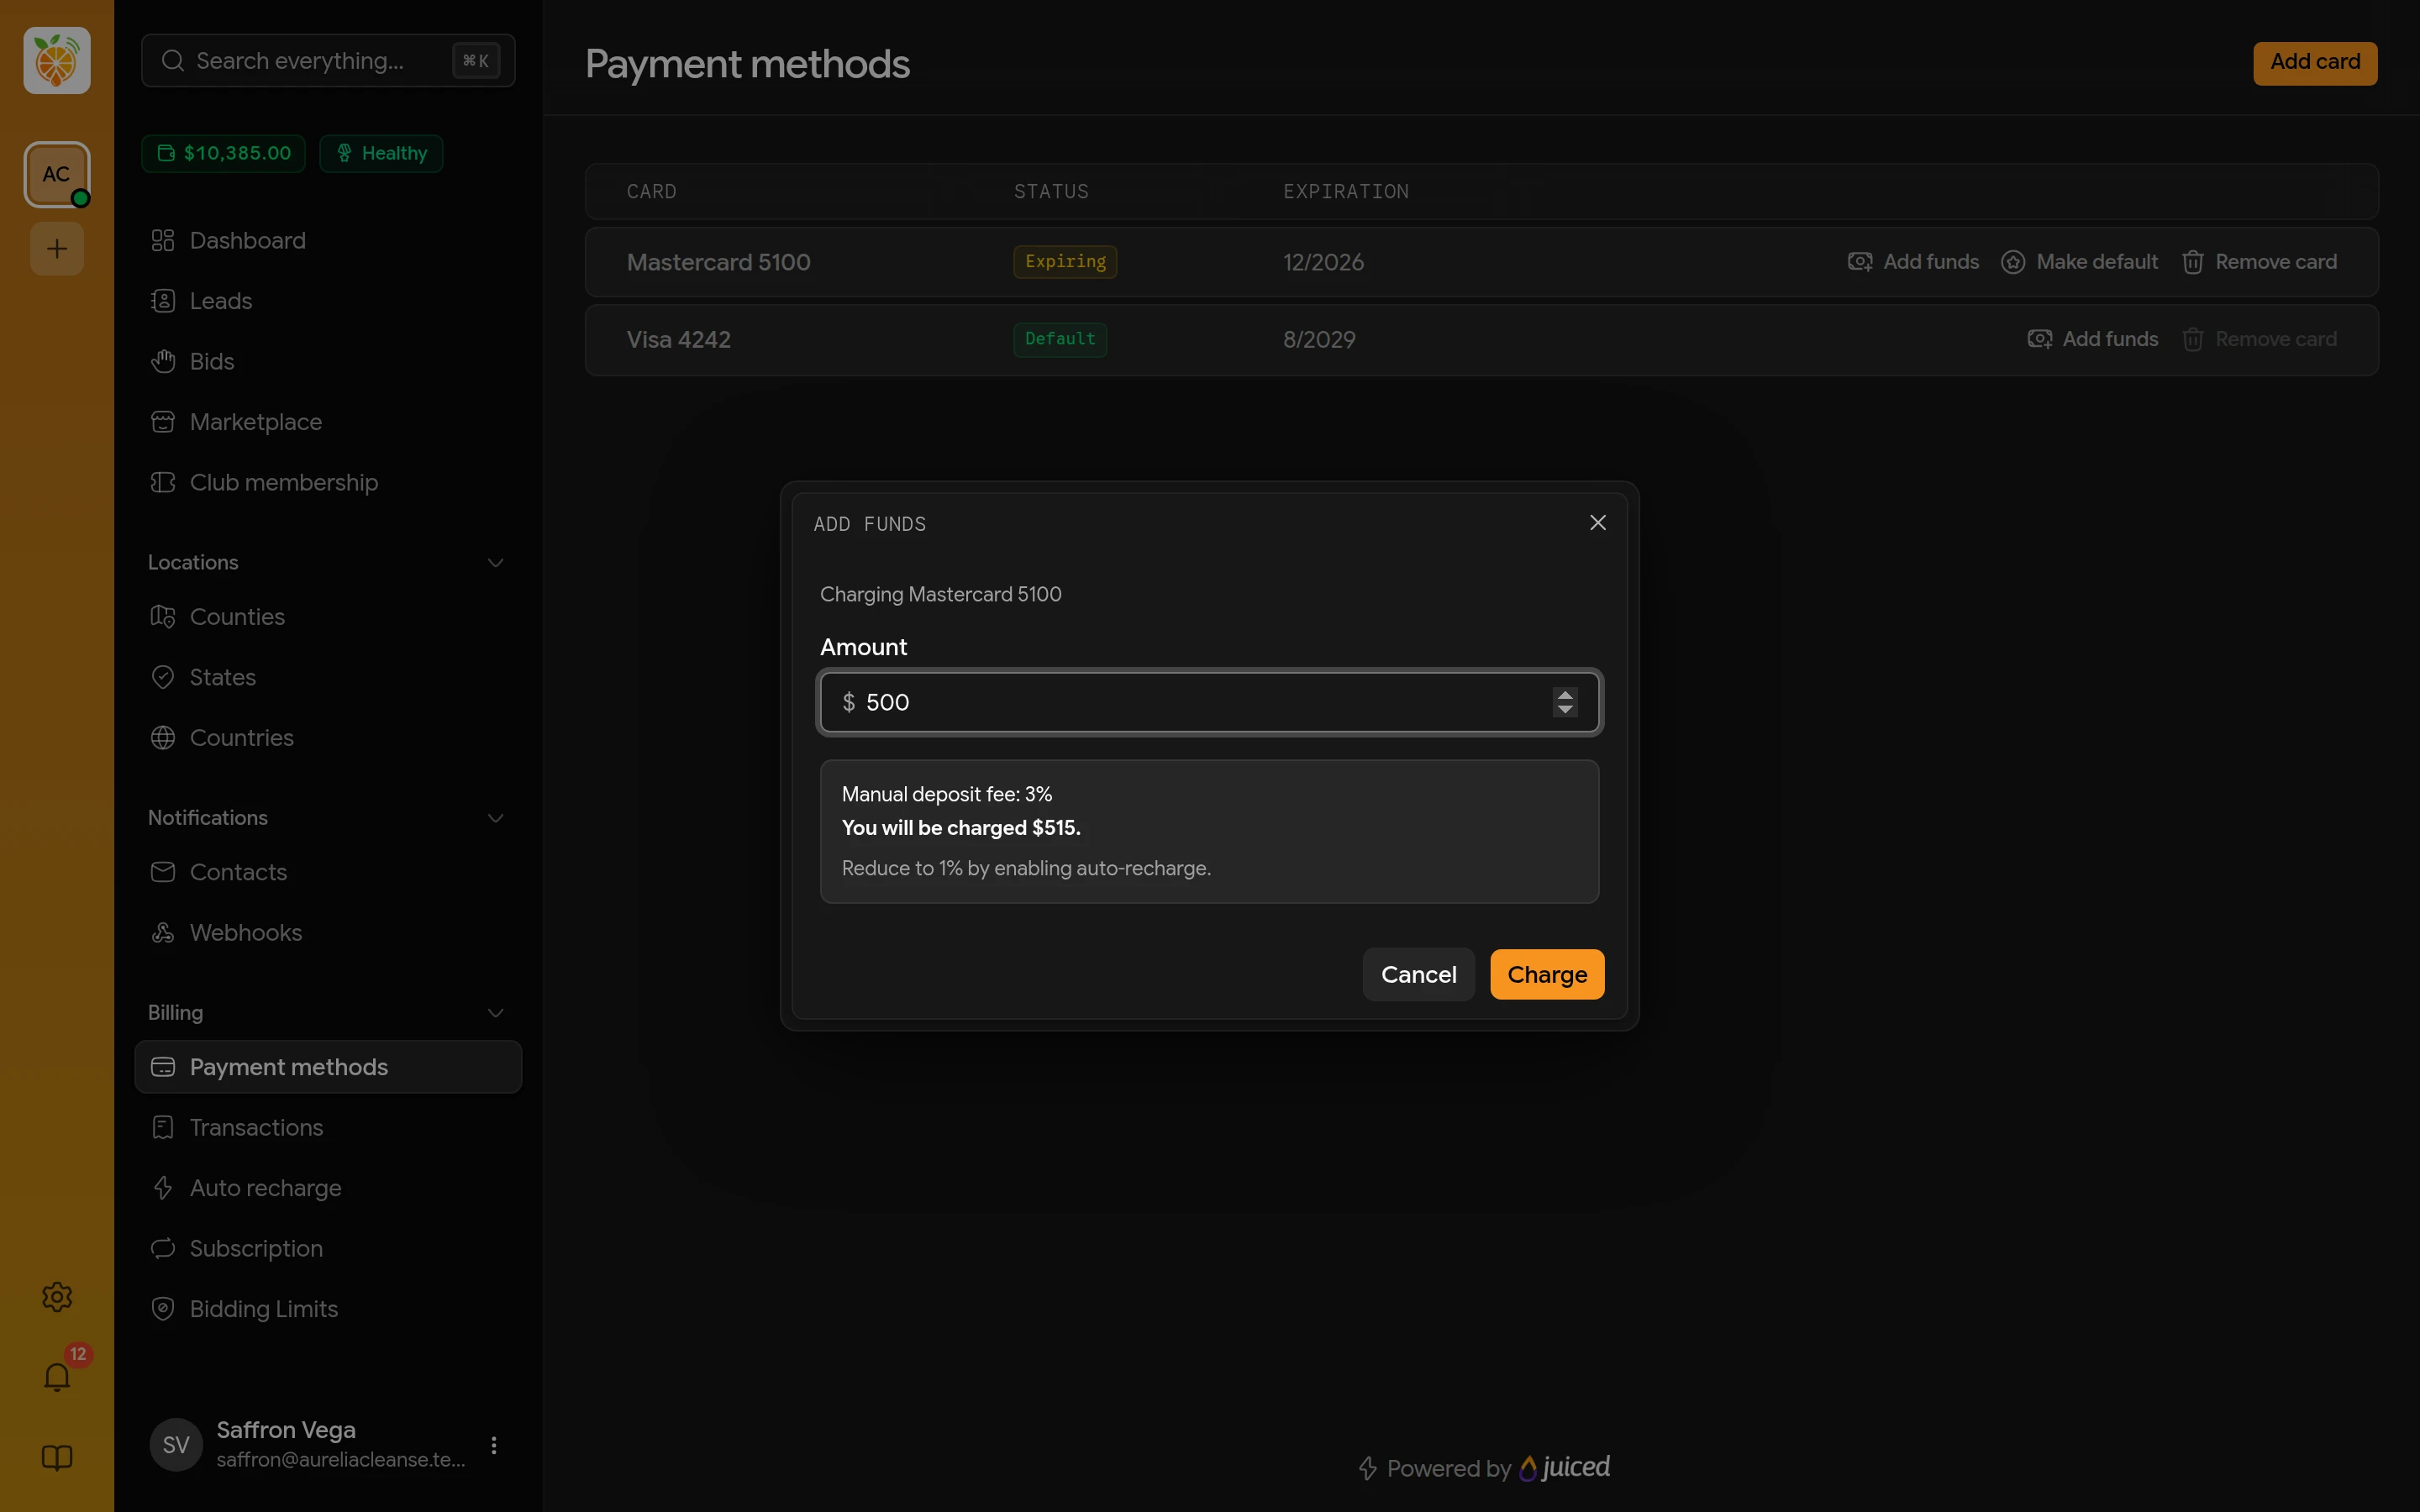 AC
12
Search everything...
⌘K
$10,385.00
Healthy
Dashboard
Leads
Bids
Marketplace
Club membership
Locations
Counties
States
Countries
Notifications
Contacts
Webhooks
Billing
Payment methods
Transactions
Auto recharge
Subscription
Bidding Limits
SV
Saffron Vega
saffron@aureliacleanse.te...
Payment methods
Add card
CARD STATUS EXPIRATION
Mastercard 5100 Expiring 12/2026 Add funds Make default Remove card
Visa 4242 Default 8/2029 Add funds Remove card
ADD FUNDS
Charging Mastercard 5100
Amount
$ 500
Manual deposit fee: 3%
You will be charged $515.
Reduce to 1% by enabling auto-recharge.
Cancel
Charge
Powered by juiced